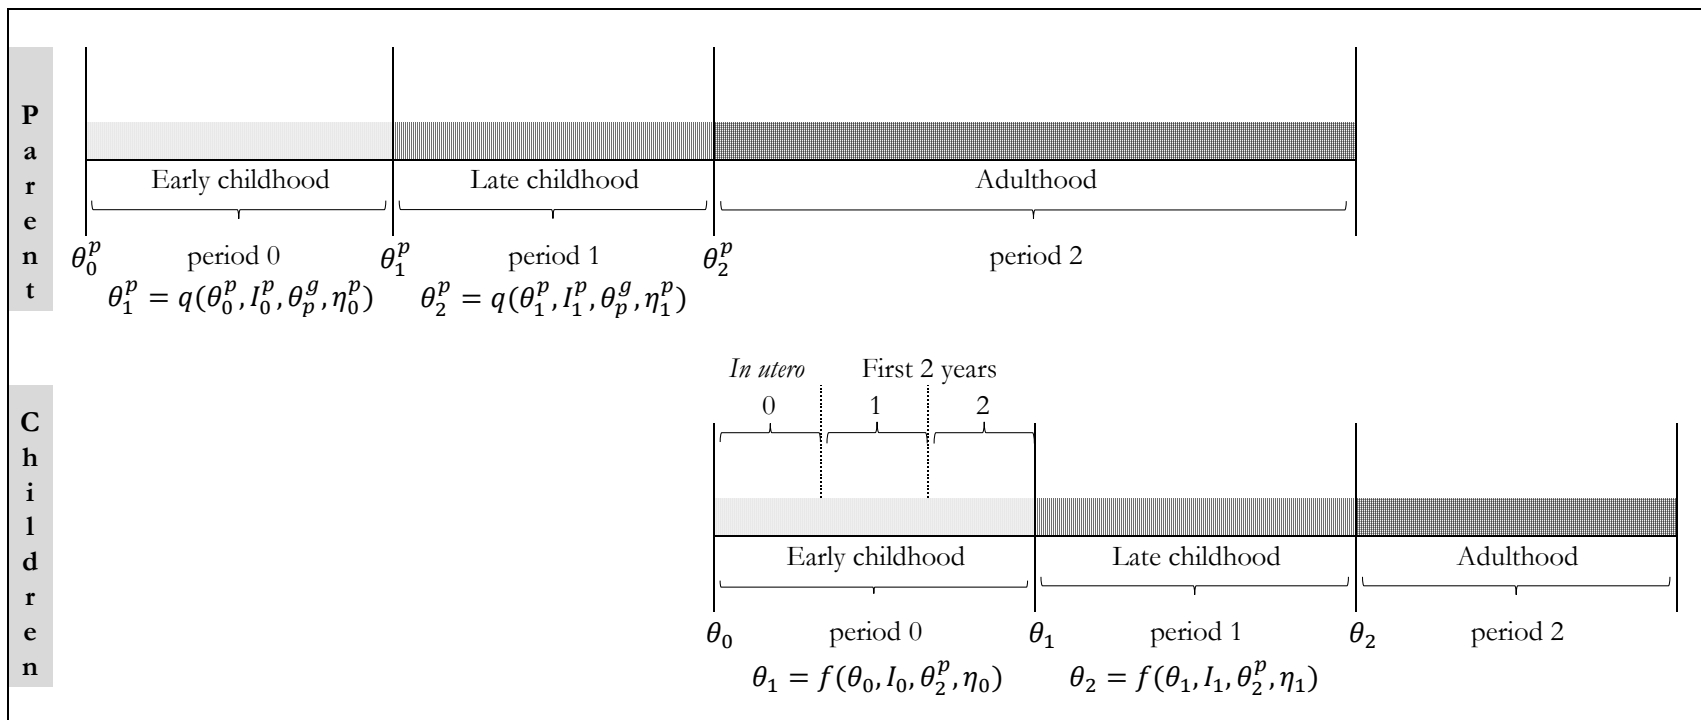 Parent
Early childhood Late childhood Adulthood
θ₀ᵖ period 0 θ₁ᵖ period 1 θ₂ᵖ period 2
θ₁ᵖ = q(θ₀ᵖ, I₀ᵖ, θₚᵍ, η₀ᵖ) θ₂ᵖ = q(θ₁ᵖ, I₁ᵖ, θₚᵍ, η₁ᵖ)
Children
In utero First 2 years
0 1 2
Early childhood Late childhood Adulthood
θ₀ period 0 θ₁ period 1 θ₂ period 2
θ₁ = f(θ₀, I₀, θ₂ᵖ, η₀) θ₂ = f(θ₁, I₁, θ₂ᵖ, η₁)